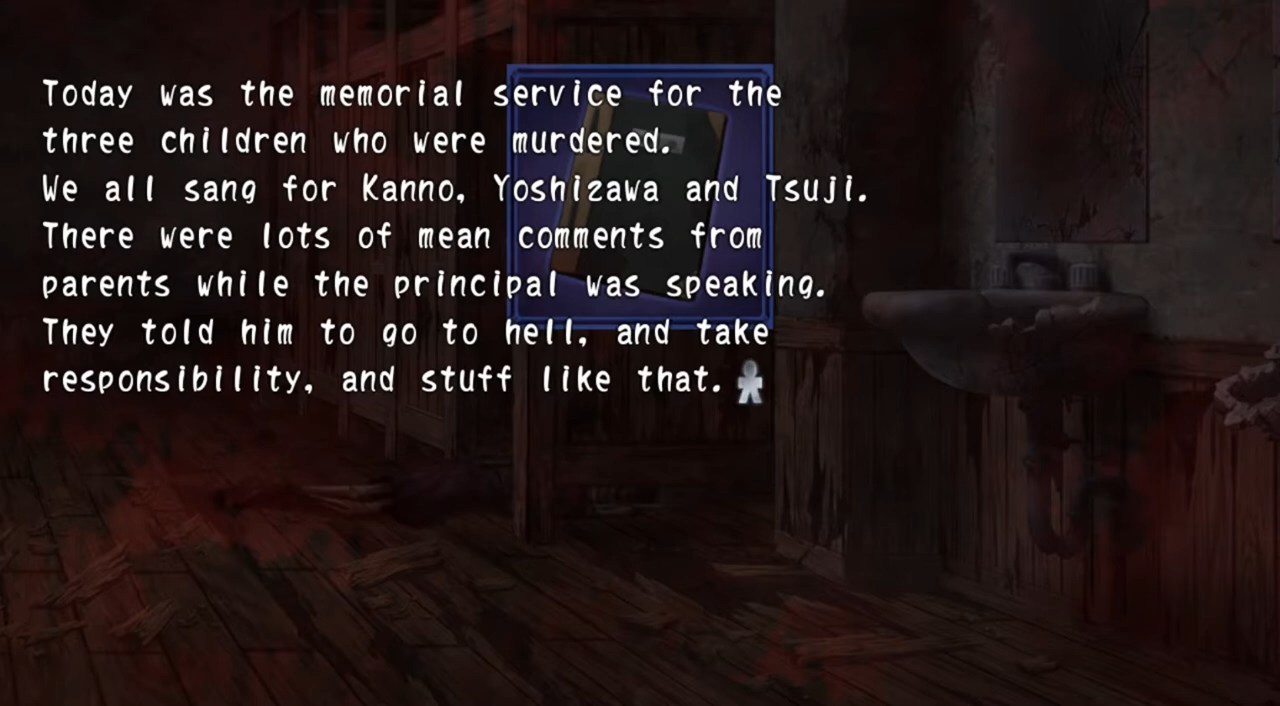 Today was the memorial service for the
three children who were murdered.
We all sang for Kanno, Yoshizawa and Tsuji.
There were lots of mean comments from
parents while the principal was speaking.
They told him to go to hell, and take
responsibility, and stuff like that.